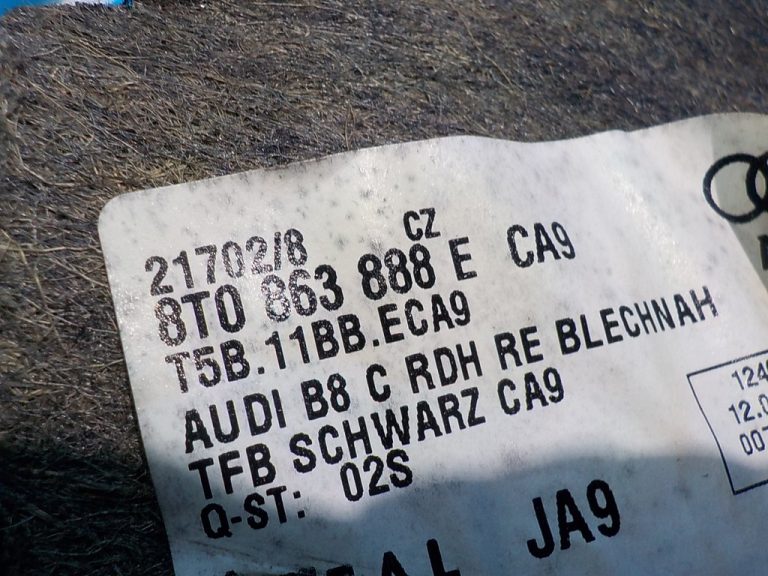 21702/8 CZ
8T0 863 888 E CA9
T5B.11BB.ECA9
AUDI B8 C RDH RE BLECHNAH
TFB SCHWARZ CA9
Q-ST: 02S
JA9